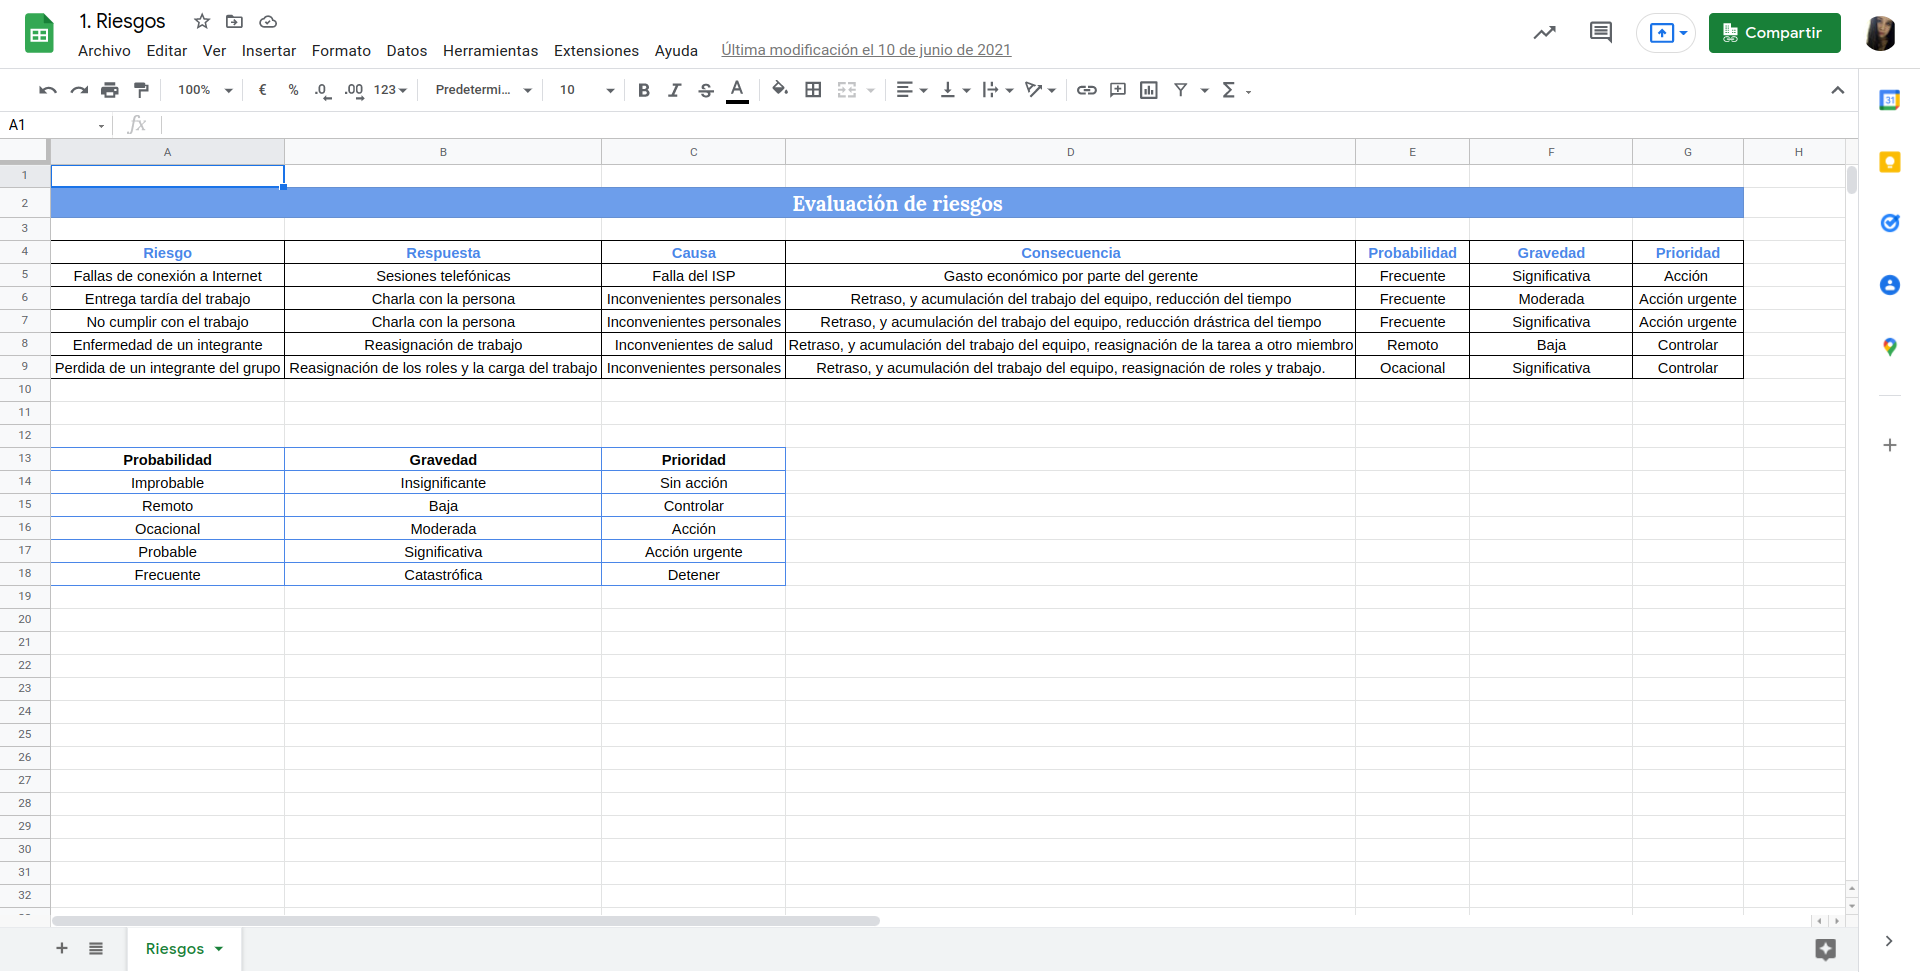 1. Riesgos
Archivo Editar Ver Insertar Formato Datos Herramientas Extensiones Ayuda Última modificación el 10 de junio de 2021
Compartir
100% € % .0 .00 123 Predetermi... 10 B I S A Σ
31
A1 fx
A B C D E F G H
1
2 Evaluación de riesgos
3
4 Riesgo Respuesta Causa Consecuencia Probabilidad Gravedad Prioridad
5 Fallas de conexión a Internet Sesiones telefónicas Falla del ISP Gasto económico por parte del gerente Frecuente Significativa Acción
6 Entrega tardía del trabajo Charla con la persona Inconvenientes personales Retraso, y acumulación del trabajo del equipo, reducción del tiempo Frecuente Moderada Acción urgente
7 No cumplir con el trabajo Charla con la persona Inconvenientes personales Retraso, y acumulación del trabajo del equipo, reducción drástrica del tiempo Frecuente Significativa Acción urgente
8 Enfermedad de un integrante Reasignación de trabajo Inconvenientes de salud Retraso, y acumulación del trabajo del equipo, reasignación de la tarea a otro miembro Remoto Baja Controlar
9 Perdida de un integrante del grupo Reasignación de los roles y la carga del trabajo Inconvenientes personales Retraso, y acumulación del trabajo del equipo, reasignación de roles y trabajo. Ocacional Significativa Controlar
10
11
12
13 Probabilidad Gravedad Prioridad
14 Improbable Insignificante Sin acción
15 Remoto Baja Controlar
16 Ocacional Moderada Acción
17 Probable Significativa Acción urgente
18 Frecuente Catastrófica Detener
19
20
21
22
23
24
25
26
27
28
29
30
31
32
Riesgos